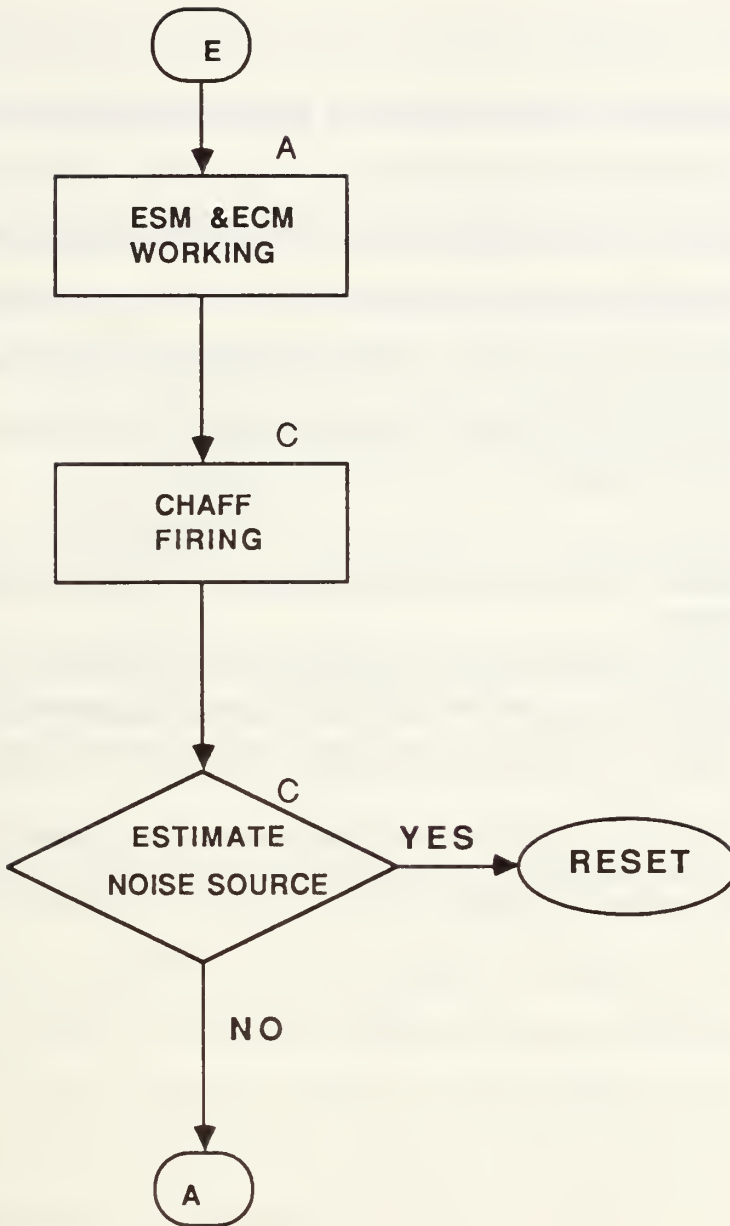 E
A
ESM &ECM
WORKING
C
CHAFF
FIRING
C
ESTIMATE
NOISE SOURCE
YES
RESET
NO
A